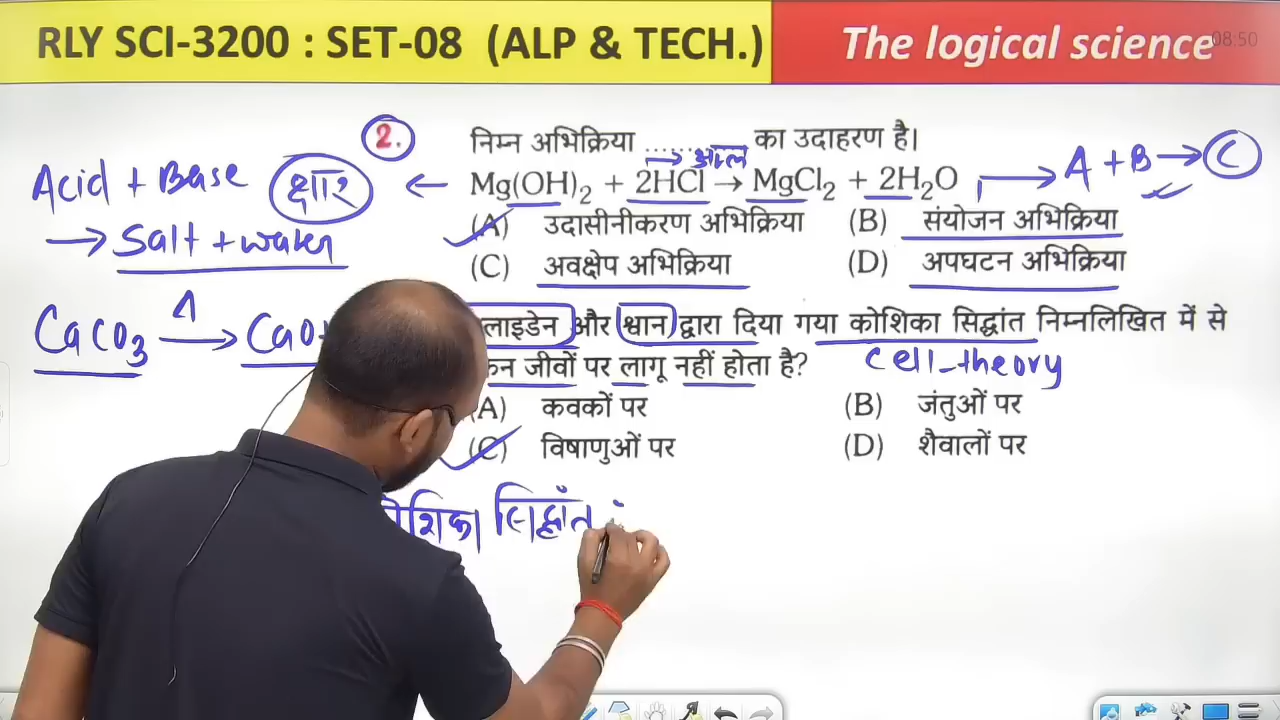 RLY SCI-3200 : SET-08 (ALP & TECH.)
The logical science
08:50
2. निम्न अभिक्रिया ........ का उदाहरण है।
Mg(OH)₂ + 2HCl → MgCl₂ + 2H₂O
(A) उदासीनीकरण अभिक्रिया (B) संयोजन अभिक्रिया
(C) अवक्षेप अभिक्रिया (D) अपघटन अभिक्रिया
Acid + Base क्षार ←
→ Salt + water
→ अम्ल
→ A + B → C
CaCO₃ Δ→ CaO
लाइडेन और श्वान द्वारा दिया गया कोशिका सिद्धांत निम्नलिखित में से
जीवों पर लागू नहीं होता है?
cell-theory
(A) कवकों पर (B) जंतुओं पर
(C) विषाणुओं पर (D) शैवालों पर
सिद्धांत